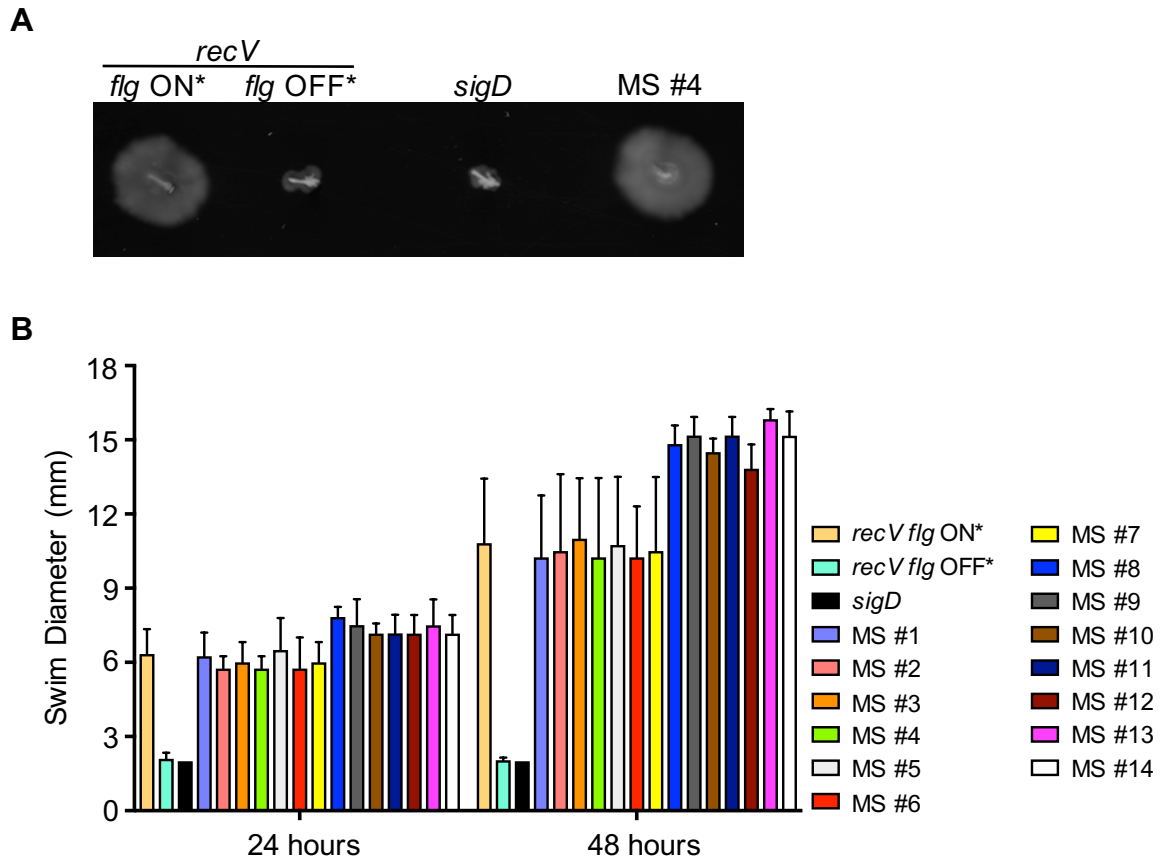 A
recV
flg ON* flg OFF* sigD MS #4
B
18
15
12
9
6
3
0
Swim Diameter (mm)
24 hours 48 hours
recV flg ON*
recV flg OFF*
sigD
MS #1
MS #2
MS #3
MS #4
MS #5
MS #6
MS #7
MS #8
MS #9
MS #10
MS #11
MS #12
MS #13
MS #14